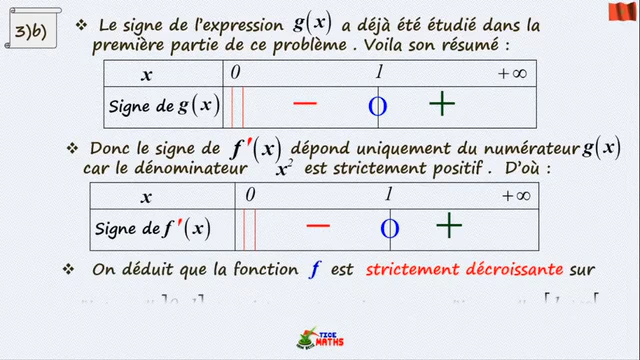 3)b)
❖ Le signe de l'expression g(x) a déjà été étudié dans la
première partie de ce problème . Voila son résumé :
x 0 1 +∞
Signe de g(x) − O +
❖ Donc le signe de f'(x) dépond uniquement du numérateur g(x)
car le dénominateur x² est strictement positif . D'où :
x 0 1 +∞
Signe de f'(x) − O +
❖ On déduit que la fonction f est strictement décroissante sur
TICE
MATHS